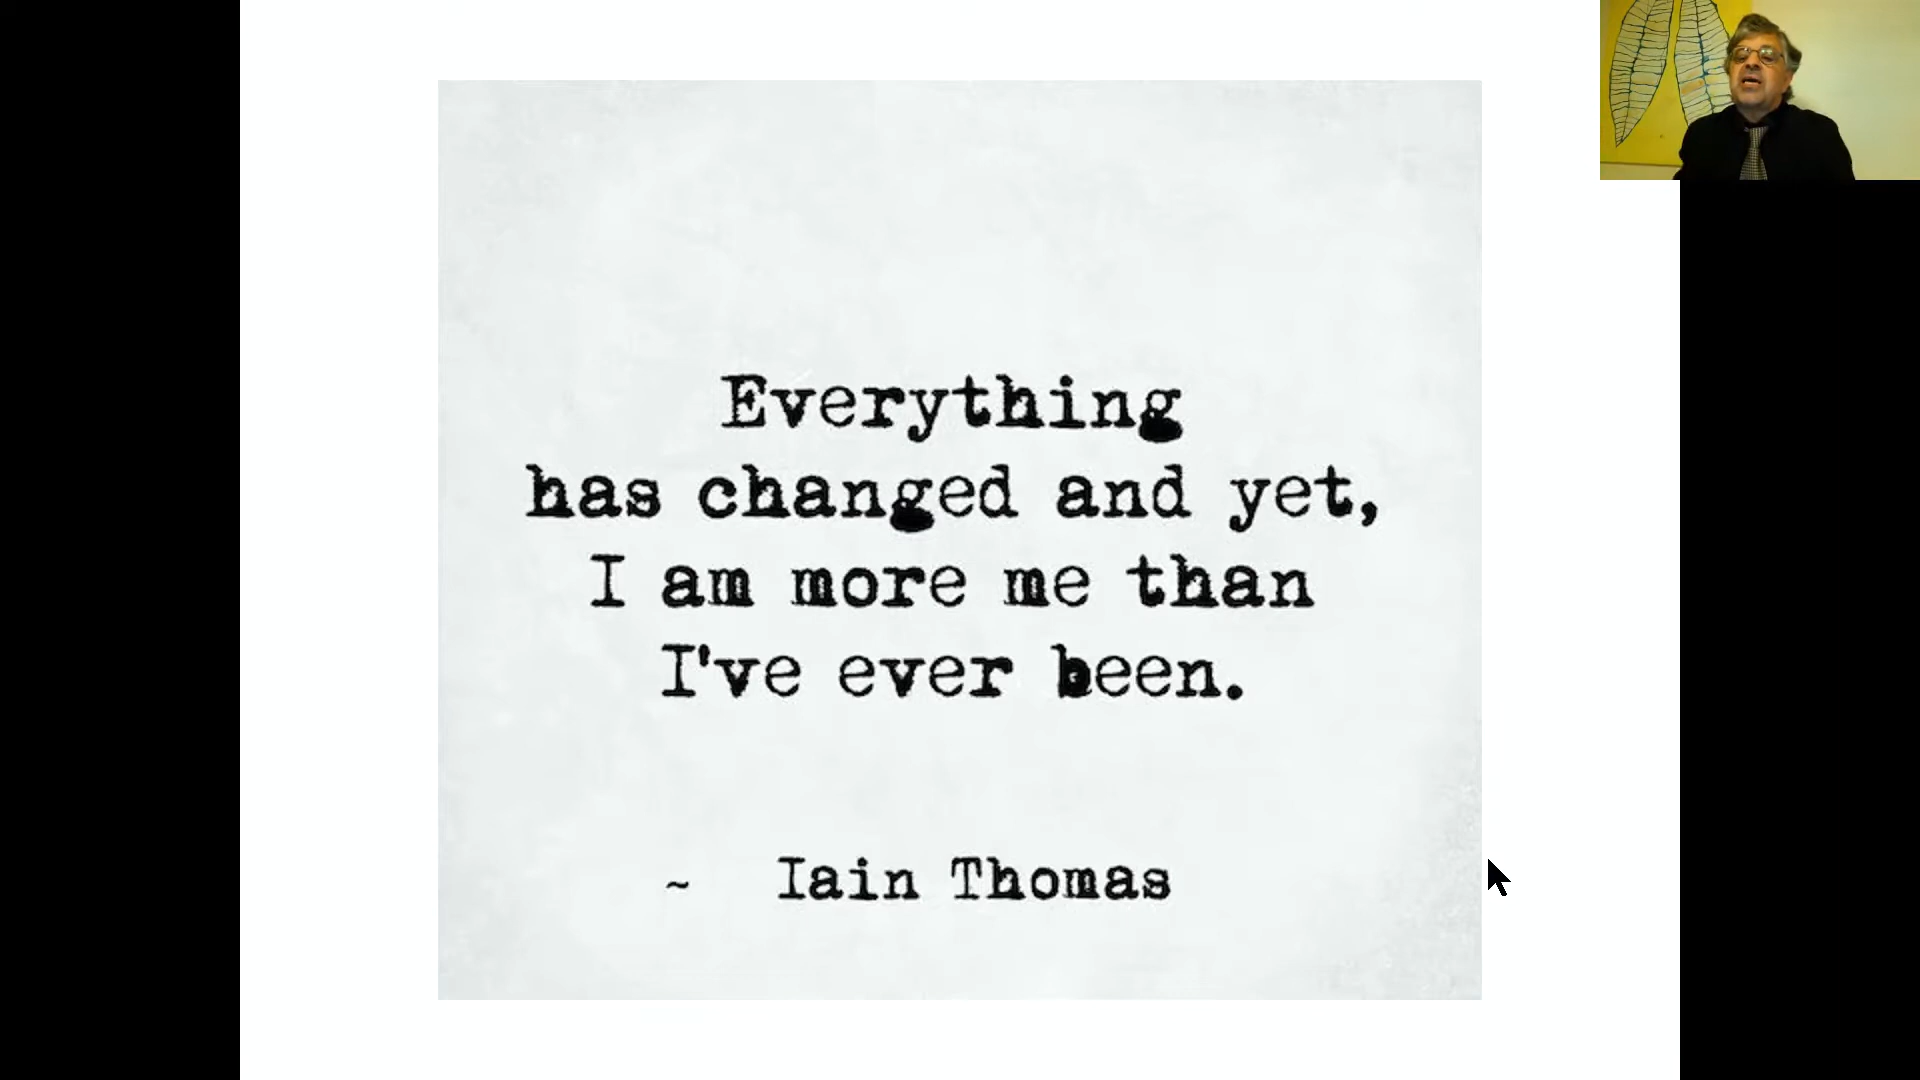 Everything
has changed and yet,
I am more me than
I've ever been.
~ Iain Thomas